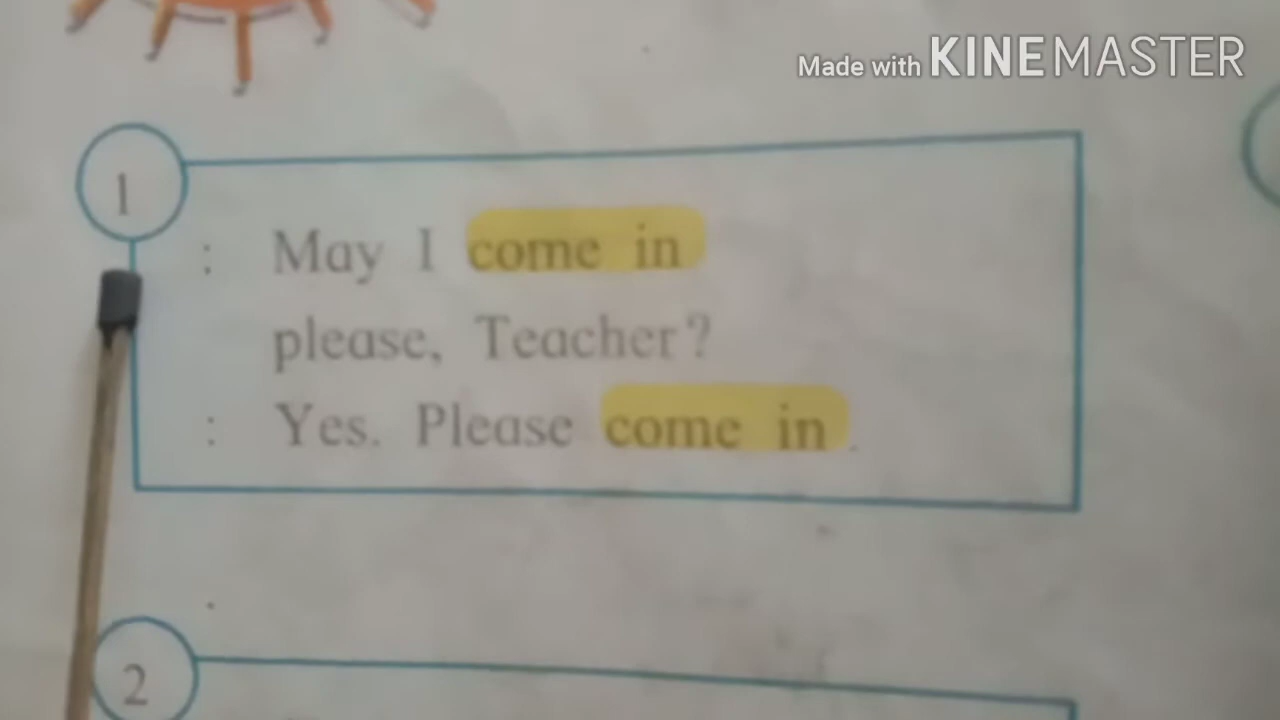 Made with KINEMASTER
1
: May I come in
please, Teacher?
: Yes. Please come in.
2